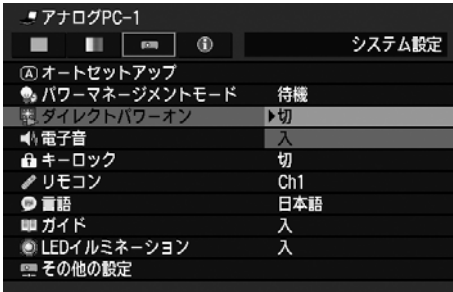 アナログPC-1
システム設定
Ⓐオートセットアップ
パワーマネージメントモード 待機
ダイレクトパワーオン ▶切
電子音 入
キーロック 切
リモコン Ch1
言語 日本語
ガイド 入
LEDイルミネーション 入
その他の設定